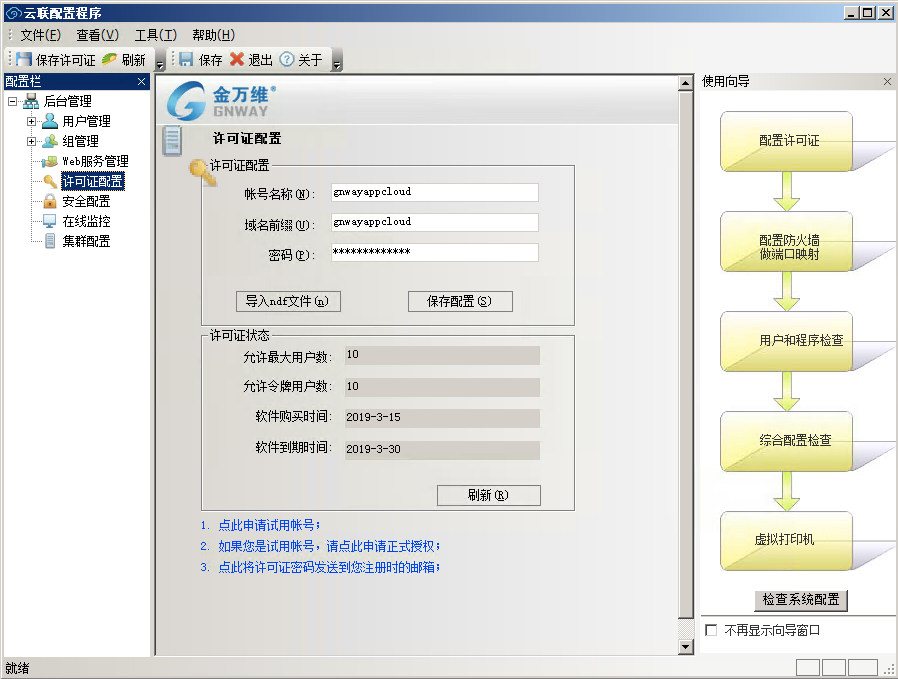 云联配置程序
文件(F) 查看(V) 工具(T) 帮助(H)
保存许可证 刷新 保存 退出 关于
配置栏
后台管理
用户管理
组管理
Web服务管理
许可证配置
安全配置
在线监控
集群配置
金万维®
GNWAY
许可证配置
许可证配置
帐号名称(N): gnwayappcloud
域名前缀(U): gnwayappcloud
密码(P): *************
导入ndf文件(n) 保存配置(S)
许可证状态
允许最大用户数: 10
允许令牌用户数: 10
软件购买时间: 2019-3-15
软件到期时间: 2019-3-30
刷新(R)
1. 点此申请试用帐号;
2. 如果您是试用帐号，请点此申请正式授权;
3. 点此将许可证密码发送到您注册时的邮箱;
使用向导
配置许可证
配置防火墙
做端口映射
用户和程序检查
综合配置检查
虚拟打印机
检查系统配置
不再显示向导窗口
就绪